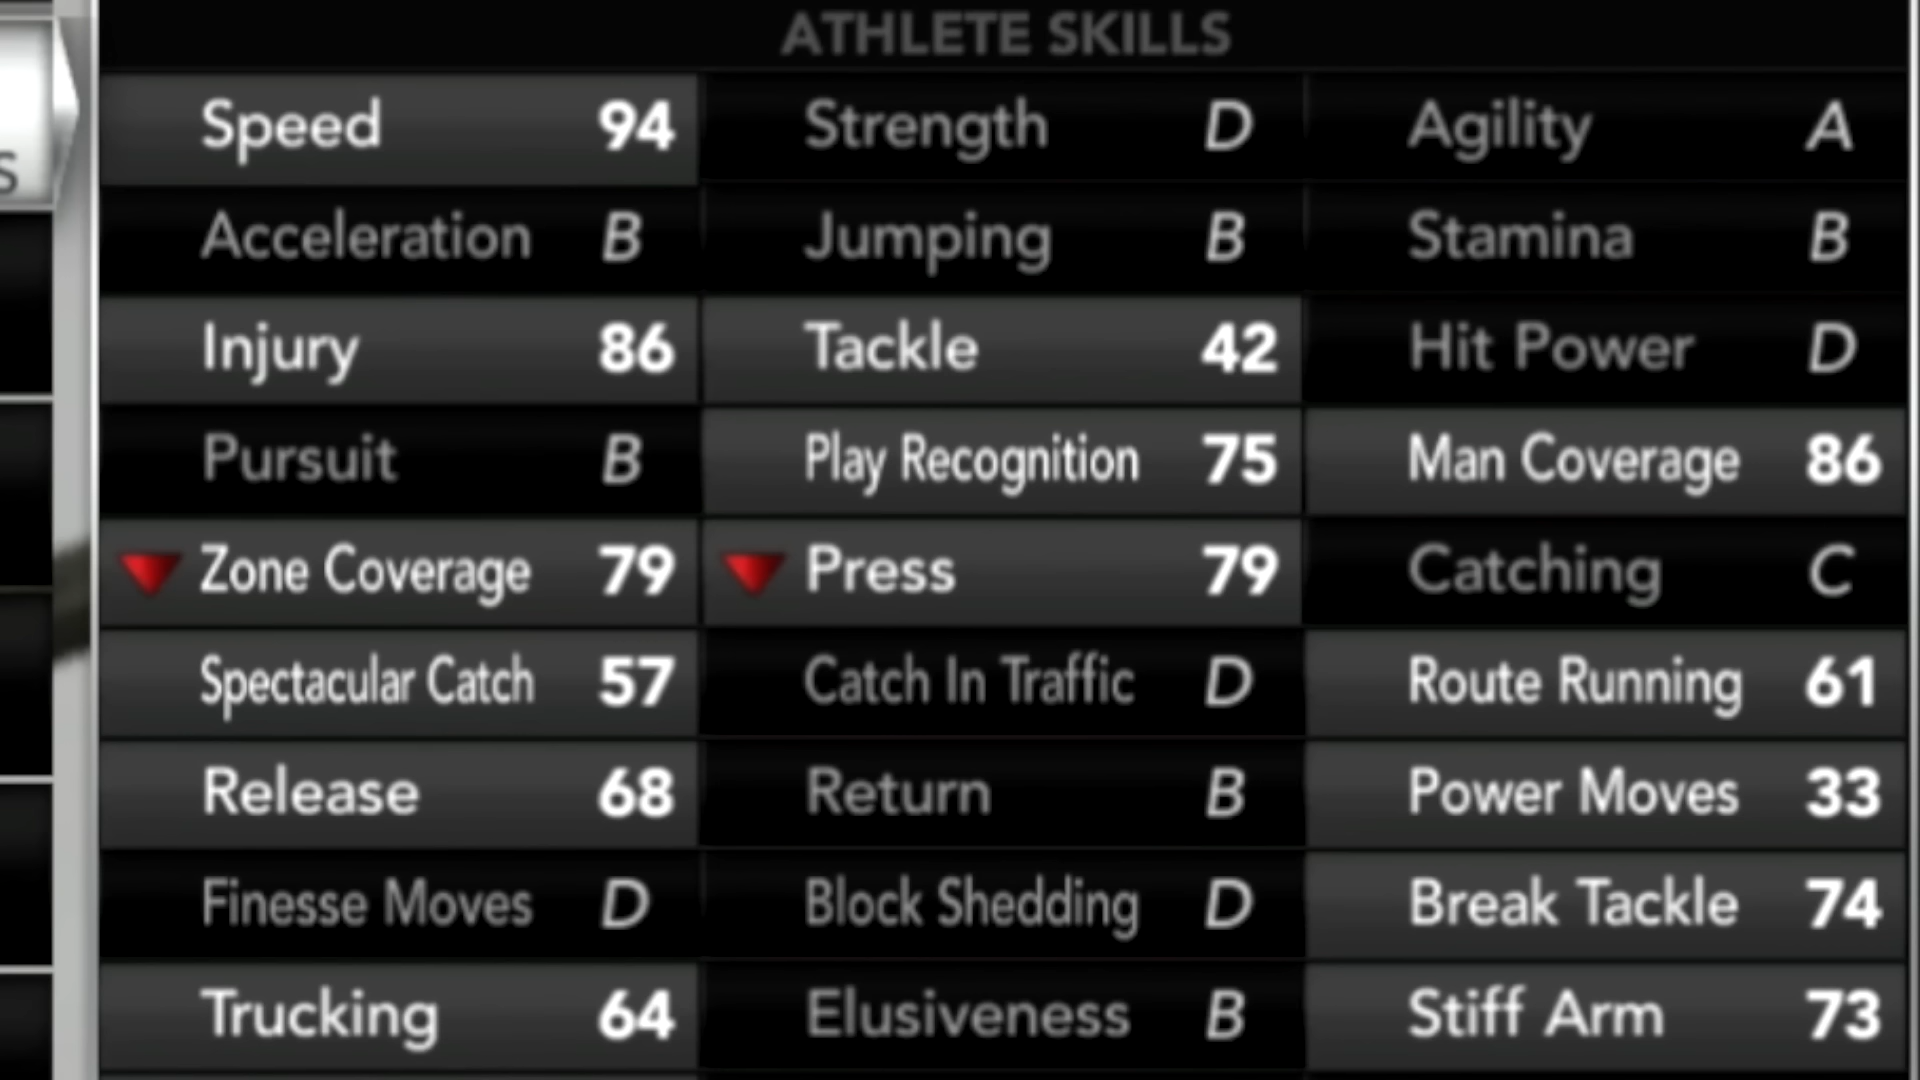 ATHLETE SKILLS
Speed 94 Strength D Agility A
S
Acceleration B Jumping B Stamina B
Injury 86 Tackle 42 Hit Power D
Pursuit B Play Recognition 75 Man Coverage 86
Zone Coverage 79 Press 79 Catching C
Spectacular Catch 57 Catch In Traffic D Route Running 61
Release 68 Return B Power Moves 33
Finesse Moves D Block Shedding D Break Tackle 74
Trucking 64 Elusiveness B Stiff Arm 73